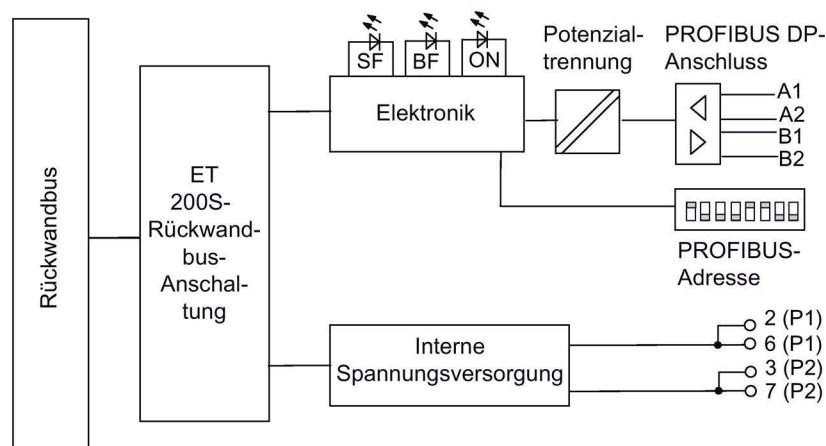 SF
BF
ON
Potenzial-
trennung
PROFIBUS DP-
Anschluss
A1
A2
B1
B2
Elektronik
Rückwandbus
ET
200S-
Rückwand-
bus-
Anschal-
tung
PROFIBUS-
Adresse
Interne
Spannungsversorgung
2 (P1)
6 (P1)
3 (P2)
7 (P2)